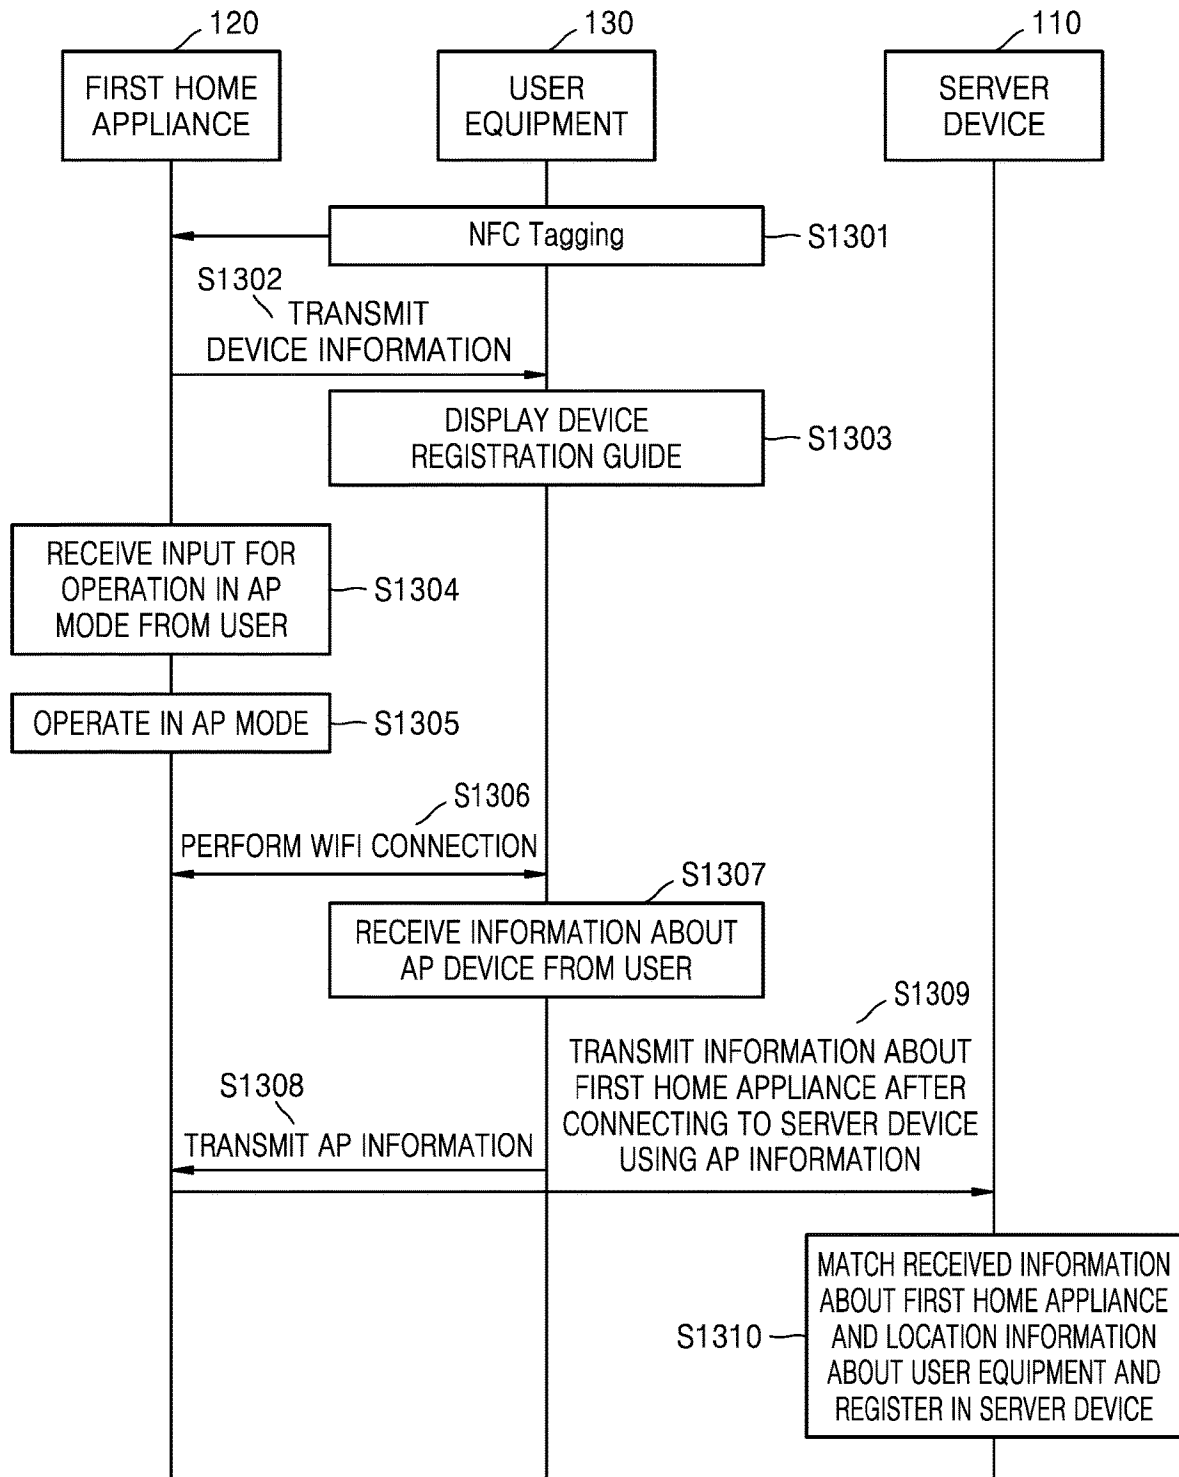 120
130
110
FIRST HOME
APPLIANCE
USER
EQUIPMENT
SERVER
DEVICE
NFC Tagging
S1301
S1302
TRANSMIT
DEVICE INFORMATION
DISPLAY DEVICE
REGISTRATION GUIDE
S1303
RECEIVE INPUT FOR
OPERATION IN AP
MODE FROM USER
S1304
OPERATE IN AP MODE
S1305
S1306
PERFORM WIFI CONNECTION
S1307
RECEIVE INFORMATION ABOUT
AP DEVICE FROM USER
S1309
TRANSMIT INFORMATION ABOUT
FIRST HOME APPLIANCE AFTER
CONNECTING TO SERVER DEVICE
USING AP INFORMATION
S1308
TRANSMIT AP INFORMATION
MATCH RECEIVED INFORMATION
ABOUT FIRST HOME APPLIANCE
AND LOCATION INFORMATION
ABOUT USER EQUIPMENT AND
REGISTER IN SERVER DEVICE
S1310